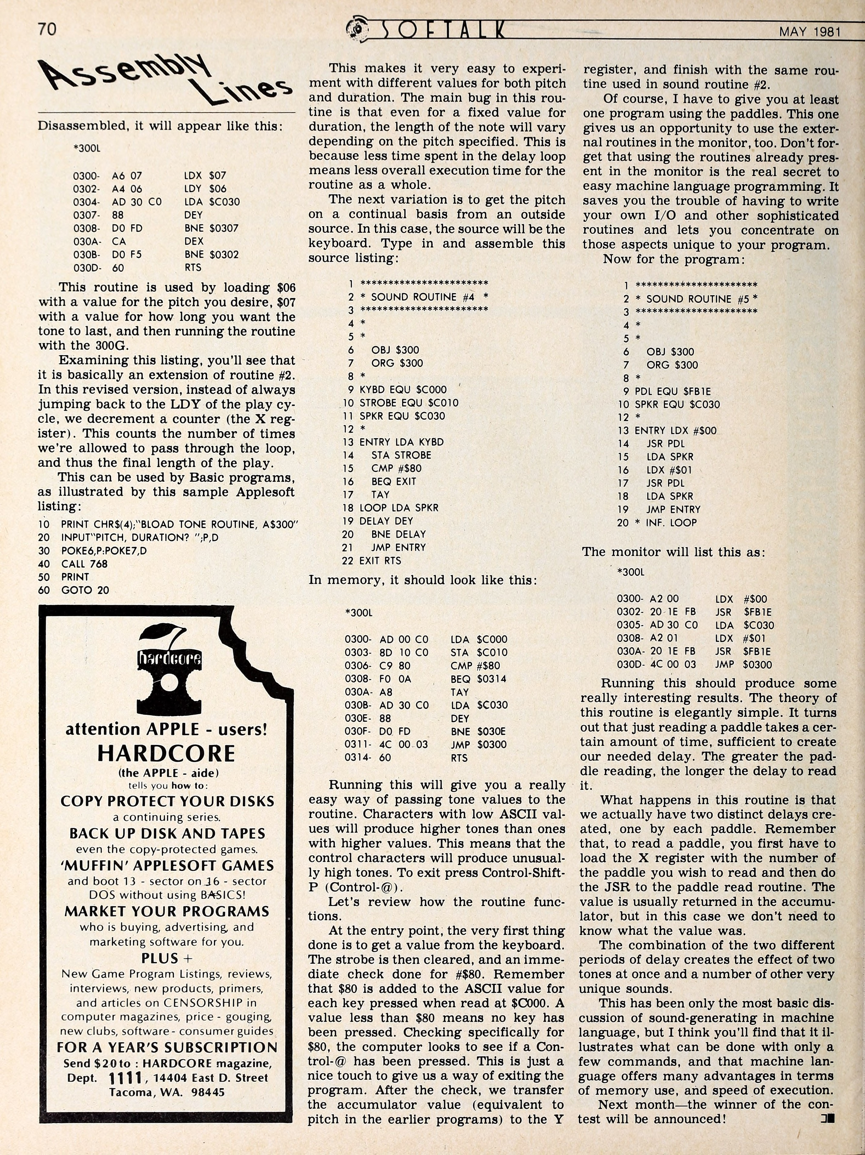 70
SOFTALK
MAY 1981
Assembly
Lines
Disassembled, it will appear like this:
*300L
0300- A6 07 LDX $07
0302- A4 06 LDY $06
0304- AD 30 C0 LDA $C030
0307- 88 DEY
0308- D0 FD BNE $0307
030A- CA DEX
030B- D0 F5 BNE $0302
030D- 60 RTS
This routine is used by loading $06
with a value for the pitch you desire, $07
with a value for how long you want the
tone to last, and then running the routine
with the 300G.
Examining this listing, you'll see that
it is basically an extension of routine #2.
In this revised version, instead of always
jumping back to the LDY of the play cy-
cle, we decrement a counter (the X reg-
ister). This counts the number of times
we're allowed to pass through the loop,
and thus the final length of the play.
This can be used by Basic programs,
as illustrated by this sample Applesoft
listing:
10 PRINT CHR$(4);"BLOAD TONE ROUTINE, A$300"
20 INPUT"PITCH, DURATION? ";P,D
30 POKE6,P:POKE7,D
40 CALL 768
50 PRINT
60 GOTO 20
hardcore
attention APPLE - users!
HARDCORE
(the APPLE - aide)
tells you how to:
COPY PROTECT YOUR DISKS
a continuing series.
BACK UP DISK AND TAPES
even the copy-protected games.
'MUFFIN' APPLESOFT GAMES
and boot 13 - sector on 16 - sector
DOS without using BASICS!
MARKET YOUR PROGRAMS
who is buying, advertising, and
marketing software for you.
PLUS +
New Game Program Listings, reviews,
interviews, new products, primers,
and articles on CENSORSHIP in
computer magazines, price - gouging,
new clubs, software - consumer guides
FOR A YEAR'S SUBSCRIPTION
Send $20 to : HARDCORE magazine,
Dept. 1111, 14404 East D. Street
Tacoma, WA. 98445
This makes it very easy to experi-
ment with different values for both pitch
and duration. The main bug in this rou-
tine is that even for a fixed value for
duration, the length of the note will vary
depending on the pitch specified. This is
because less time spent in the delay loop
means less overall execution time for the
routine as a whole.
The next variation is to get the pitch
on a continual basis from an outside
source. In this case, the source will be the
keyboard. Type in and assemble this
source listing:
1 **********************
2 * SOUND ROUTINE #4 *
3 **********************
4 *
5 *
6 OBJ $300
7 ORG $300
8 *
9 KYBD EQU $C000
10 STROBE EQU $C010
11 SPKR EQU $C030
12 *
13 ENTRY LDA KYBD
14 STA STROBE
15 CMP #$80
16 BEQ EXIT
17 TAY
18 LOOP LDA SPKR
19 DELAY DEY
20 BNE DELAY
21 JMP ENTRY
22 EXIT RTS
In memory, it should look like this:
*300L
0300- AD 00 C0 LDA $C000
0303- 8D 10 C0 STA $C010
0306- C9 80 CMP #$80
0308- F0 0A BEQ $0314
030A- A8 TAY
030B- AD 30 C0 LDA $C030
030E- 88 DEY
030F- D0 FD BNE $030E
0311- 4C 00 03 JMP $0300
0314- 60 RTS
Running this will give you a really
easy way of passing tone values to the
routine. Characters with low ASCII val-
ues will produce higher tones than ones
with higher values. This means that the
control characters will produce unusual-
ly high tones. To exit press Control-Shift-
P (Control-@).
Let's review how the routine func-
tions.
At the entry point, the very first thing
done is to get a value from the keyboard.
The strobe is then cleared, and an imme-
diate check done for #$80. Remember
that $80 is added to the ASCII value for
each key pressed when read at $C000. A
value less than $80 means no key has
been pressed. Checking specifically for
$80, the computer looks to see if a Con-
trol-@ has been pressed. This is just a
nice touch to give us a way of exiting the
program. After the check, we transfer
the accumulator value (equivalent to
pitch in the earlier programs) to the Y
register, and finish with the same rou-
tine used in sound routine #2.
Of course, I have to give you at least
one program using the paddles. This one
gives us an opportunity to use the exter-
nal routines in the monitor, too. Don't for-
get that using the routines already pres-
ent in the monitor is the real secret to
easy machine language programming. It
saves you the trouble of having to write
your own I/O and other sophisticated
routines and lets you concentrate on
those aspects unique to your program.
Now for the program:
1 **********************
2 * SOUND ROUTINE #5 *
3 **********************
4 *
5 *
6 OBJ $300
7 ORG $300
8 *
9 PDL EQU $FB1E
10 SPKR EQU $C030
12 *
13 ENTRY LDX #$00
14 JSR PDL
15 LDA SPKR
16 LDX #$01
17 JSR PDL
18 LDA SPKR
19 JMP ENTRY
20 * INF. LOOP
The monitor will list this as:
*300L
0300- A2 00 LDX #$00
0302- 20 1E FB JSR $FB1E
0305- AD 30 C0 LDA $C030
0308- A2 01 LDX #$01
030A- 20 1E FB JSR $FB1E
030D- 4C 00 03 JMP $0300
Running this should produce some
really interesting results. The theory of
this routine is elegantly simple. It turns
out that just reading a paddle takes a cer-
tain amount of time, sufficient to create
our needed delay. The greater the pad-
dle reading, the longer the delay to read
it.
What happens in this routine is that
we actually have two distinct delays cre-
ated, one by each paddle. Remember
that, to read a paddle, you first have to
load the X register with the number of
the paddle you wish to read and then do
the JSR to the paddle read routine. The
value is usually returned in the accumu-
lator, but in this case we don't need to
know what the value was.
The combination of the two different
periods of delay creates the effect of two
tones at once and a number of other very
unique sounds.
This has been only the most basic dis-
cussion of sound-generating in machine
language, but I think you'll find that it il-
lustrates what can be done with only a
few commands, and that machine lan-
guage offers many advantages in terms
of memory use, and speed of execution.
Next month—the winner of the con-
test will be announced!